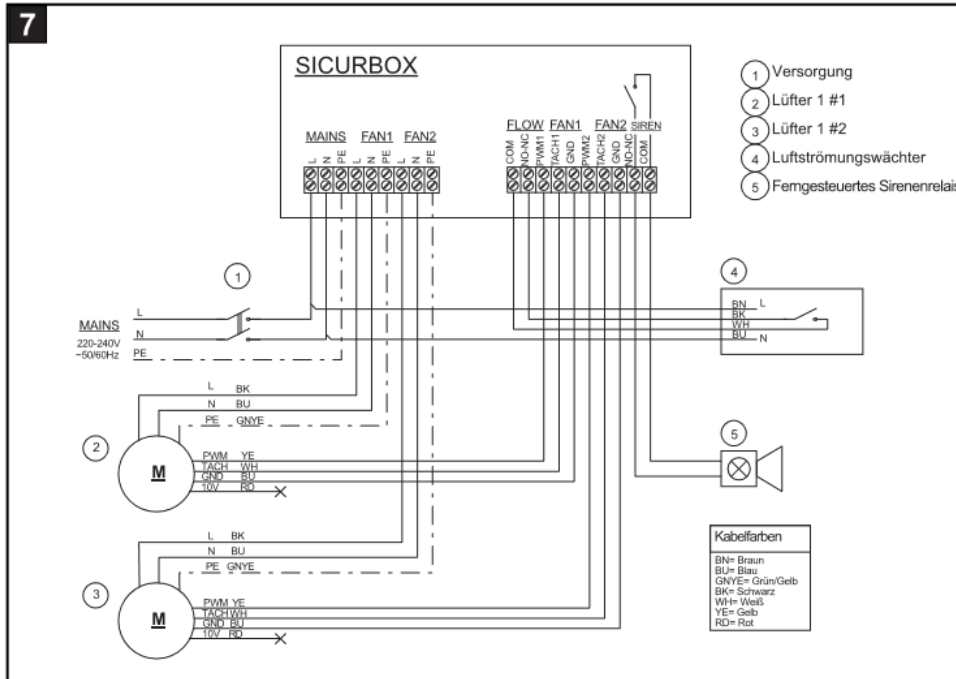 7
SICURBOX
MAINS FAN1 FAN2
L N PE L N PE L N PE
FLOW FAN1 FAN2 SIREN
COM NO-NC PWM1 TACH1 GND PWM2 TACH2 GND NO-NC COM
1 Versorgung
2 Lüfter 1 #1
3 Lüfter 1 #2
4 Luftströmungswächter
5 Ferngesteuertes Sirenenrelais
1
MAINS
220-240V
~50/60Hz
L
N
PE
4
BN L
BK
WH
BU N
2
M
L BK
N BU
PE GNYE
PWM YE
TACH WH
GND BU
10V RD
5
3
M
L BK
N BU
PE GNYE
PWM YE
TACH WH
GND BU
10V RD
Kabelfarben
BN= Braun
BU= Blau
GNYE= Grün/Gelb
BK= Schwarz
WH= Weiß
YE= Gelb
RD= Rot